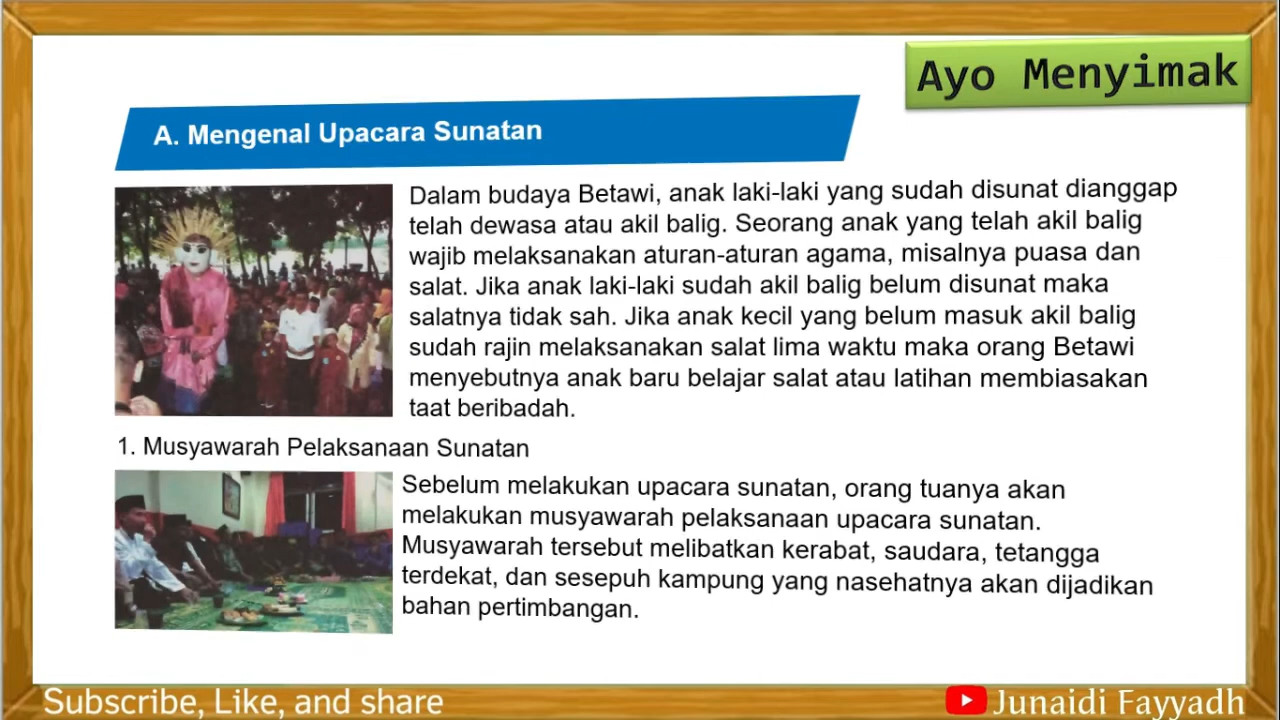 Ayo Menyimak
A. Mengenal Upacara Sunatan
Dalam budaya Betawi, anak laki-laki yang sudah disunat dianggap
telah dewasa atau akil balig. Seorang anak yang telah akil balig
wajib melaksanakan aturan-aturan agama, misalnya puasa dan
salat. Jika anak laki-laki sudah akil balig belum disunat maka
salatnya tidak sah. Jika anak kecil yang belum masuk akil balig
sudah rajin melaksanakan salat lima waktu maka orang Betawi
menyebutnya anak baru belajar salat atau latihan membiasakan
taat beribadah.
1. Musyawarah Pelaksanaan Sunatan
Sebelum melakukan upacara sunatan, orang tuanya akan
melakukan musyawarah pelaksanaan upacara sunatan.
Musyawarah tersebut melibatkan kerabat, saudara, tetangga
terdekat, dan sesepuh kampung yang nasehatnya akan dijadikan
bahan pertimbangan.
Subscribe, Like, and share
Junaidi Fayyadh